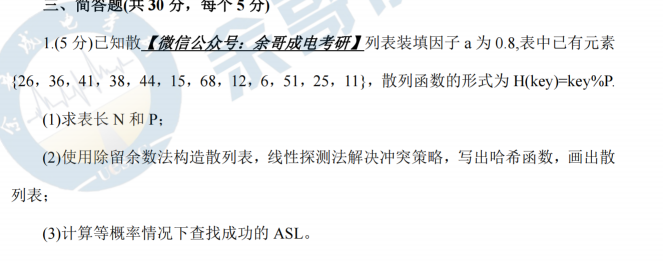 三、简答题(共 30 分，每个 5 分)
1.(5 分)已知散【微信公众号：余哥成电考研】列表装填因子 a 为 0.8,表中已有元素
{26，36，41，38，44，15，68，12，6，51，25，11}，散列函数的形式为 H(key)=key%P.
(1)求表长 N 和 P；
(2)使用除留余数法构造散列表，线性探测法解决冲突策略，写出哈希函数，画出散
列表；
(3)计算等概率情况下查找成功的 ASL。